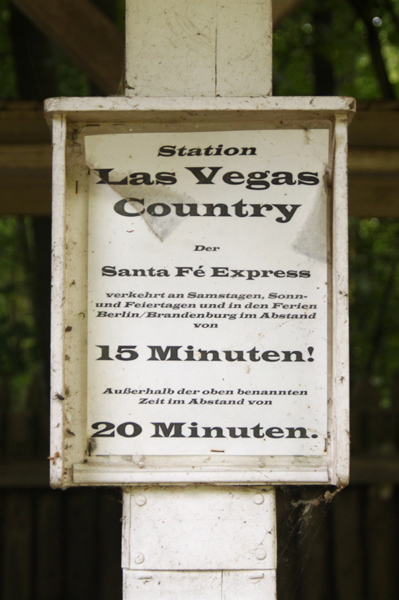 Station
Las Vegas
Country
Der
Santa Fé Express
verkehrt an Samstagen, Sonn-
und Feiertagen und in den Ferien
Berlin/Brandenburg im Abstand
von
15 Minuten!
Außerhalb der oben benannten
Zeit im Abstand von
20 Minuten.